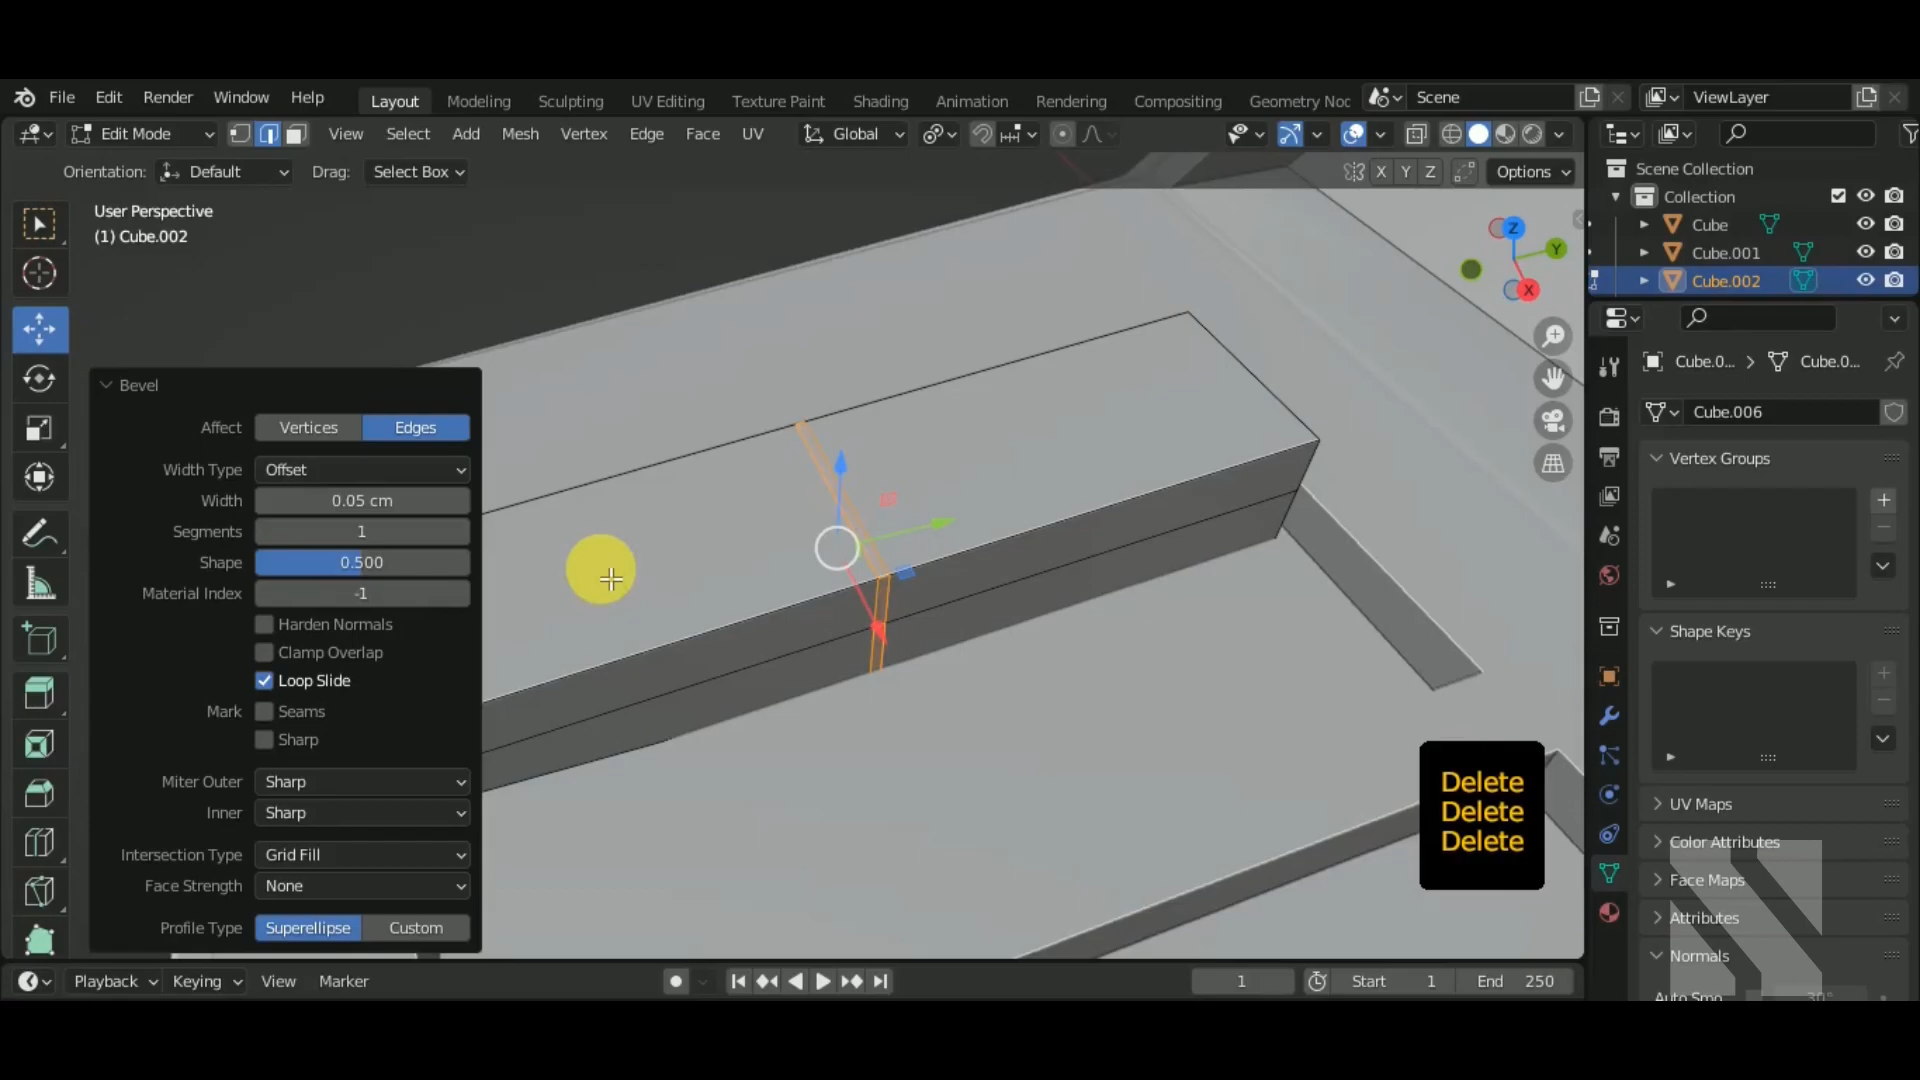 File Edit Render Window Help Layout Modeling Sculpting UV Editing Texture Paint Shading Animation Rendering Compositing Geometry Noc Scene ViewLayer
Edit Mode View Select Add Mesh Vertex Edge Face UV Global
Orientation: Default Drag: Select Box X Y Z Options
User Perspective
(1) Cube.002
Z
Y
X
Scene Collection
Collection
Cube
Cube.001
Cube.002
Cube.0... Cube.0...
Cube.006
Vertex Groups
Shape Keys
UV Maps
Color Attributes
Face Maps
Attributes
Normals
Auto Smo 30°
Bevel
Affect Vertices Edges
Width Type Offset
Width 0.05 cm
Segments 1
Shape 0.500
Material Index -1
Harden Normals
Clamp Overlap
Loop Slide
Mark Seams
Sharp
Miter Outer Sharp
Inner Sharp
Intersection Type Grid Fill
Face Strength None
Profile Type Superellipse Custom
Delete
Delete
Delete
Playback Keying View Marker 1 Start 1 End 250